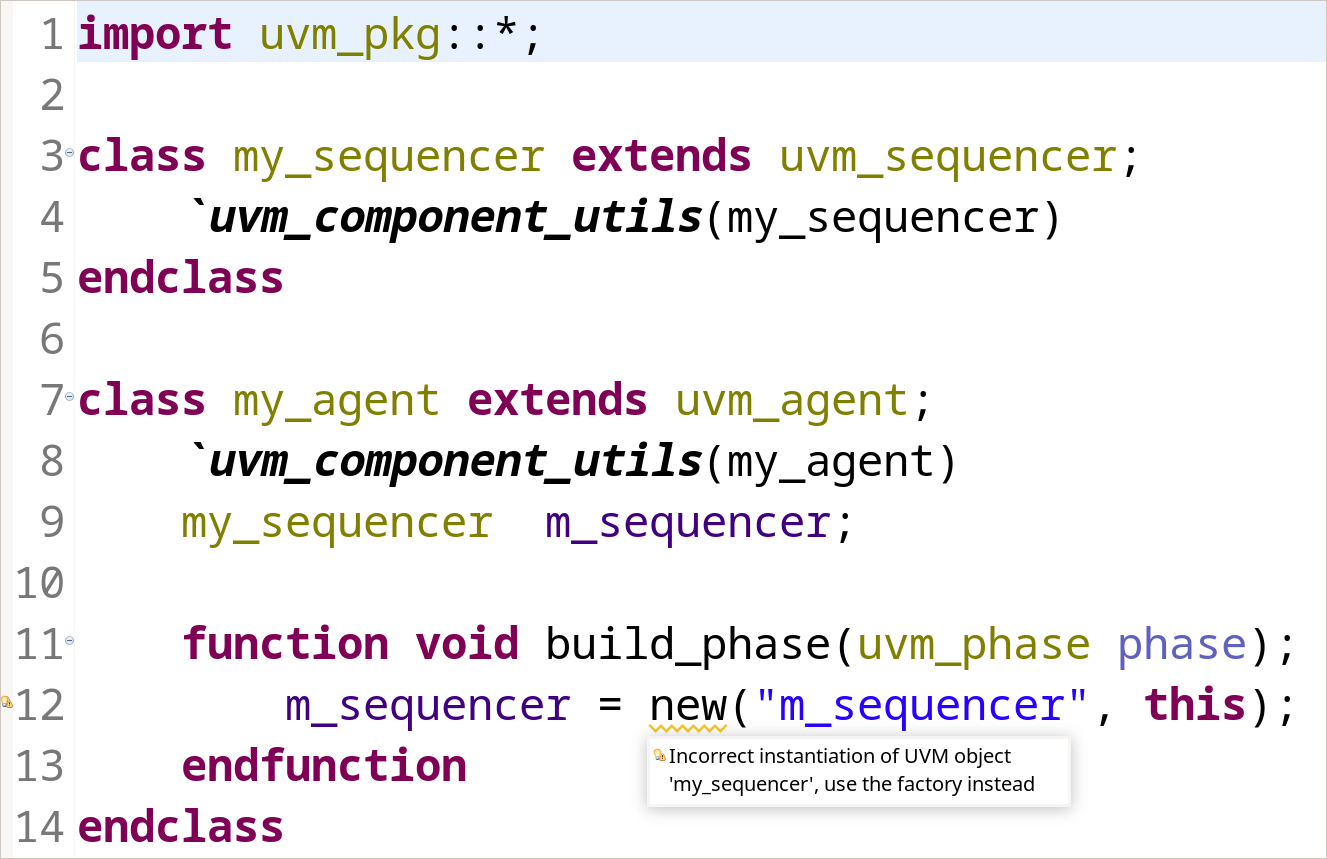 1 import uvm_pkg::*;
2
3 class my_sequencer extends uvm_sequencer;
4     `uvm_component_utils(my_sequencer)
5 endclass
6
7 class my_agent extends uvm_agent;
8     `uvm_component_utils(my_agent)
9     my_sequencer  m_sequencer;
10
11     function void build_phase(uvm_phase phase);
12         m_sequencer = new("m_sequencer", this);
13     endfunction
Incorrect instantiation of UVM object
'my_sequencer', use the factory instead
14 endclass